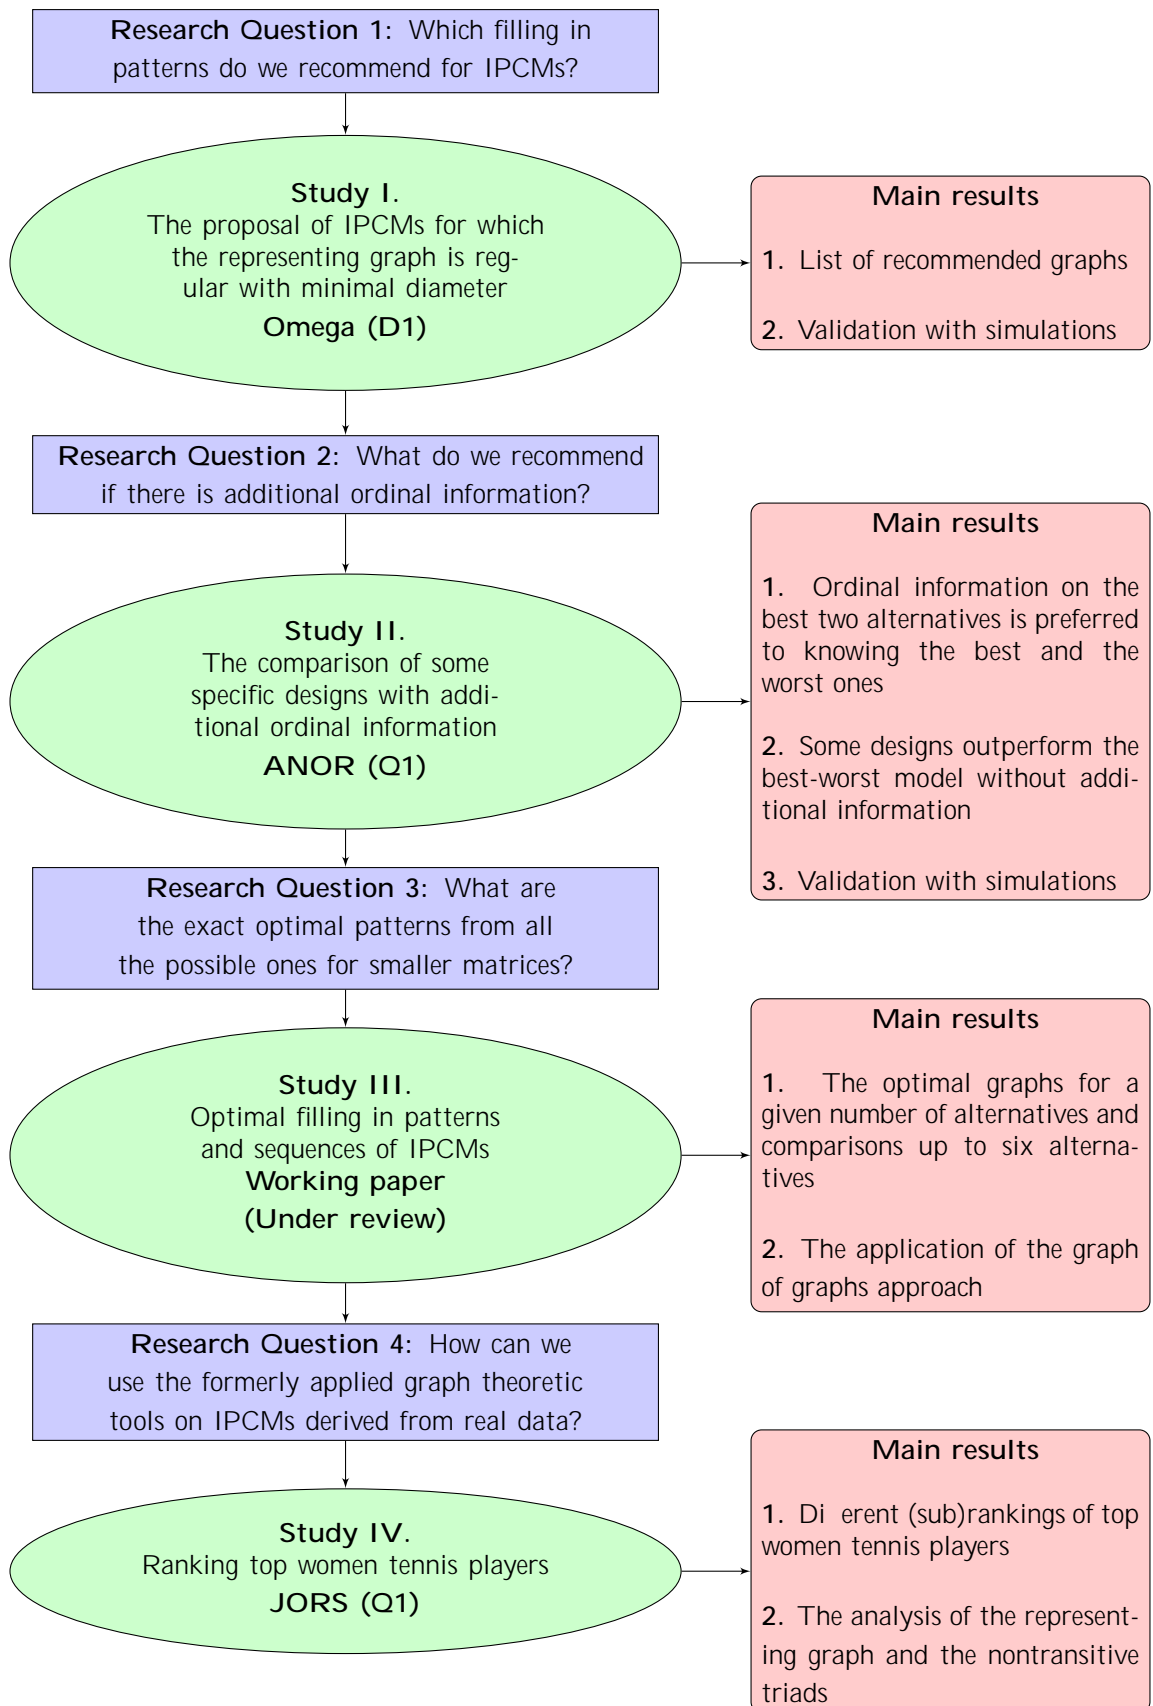 Research Question 1: Which filling in
patterns do we recommend for IPCMs?
Study I.
The proposal of IPCMs for which
the representing graph is reg-
ular with minimal diameter
Omega (D1)
Main results
1. List of recommended graphs
2. Validation with simulations
Research Question 2: What do we recommend
if there is additional ordinal information?
Study II.
The comparison of some
specific designs with addi-
tional ordinal information
ANOR (Q1)
Main results
1. Ordinal information on the
best two alternatives is preferred
to knowing the best and the
worst ones
2. Some designs outperform the
best-worst model without addi-
tional information
3. Validation with simulations
Research Question 3: What are
the exact optimal patterns from all
the possible ones for smaller matrices?
Study III.
Optimal filling in patterns
and sequences of IPCMs
Working paper
(Under review)
Main results
1. The optimal graphs for a
given number of alternatives and
comparisons up to six alterna-
tives
2. The application of the graph
of graphs approach
Research Question 4: How can we
use the formerly applied graph theoretic
tools on IPCMs derived from real data?
Study IV.
Ranking top women tennis players
JORS (Q1)
Main results
1. Di erent (sub)rankings of top
women tennis players
2. The analysis of the represent-
ing graph and the nontransitive
triads